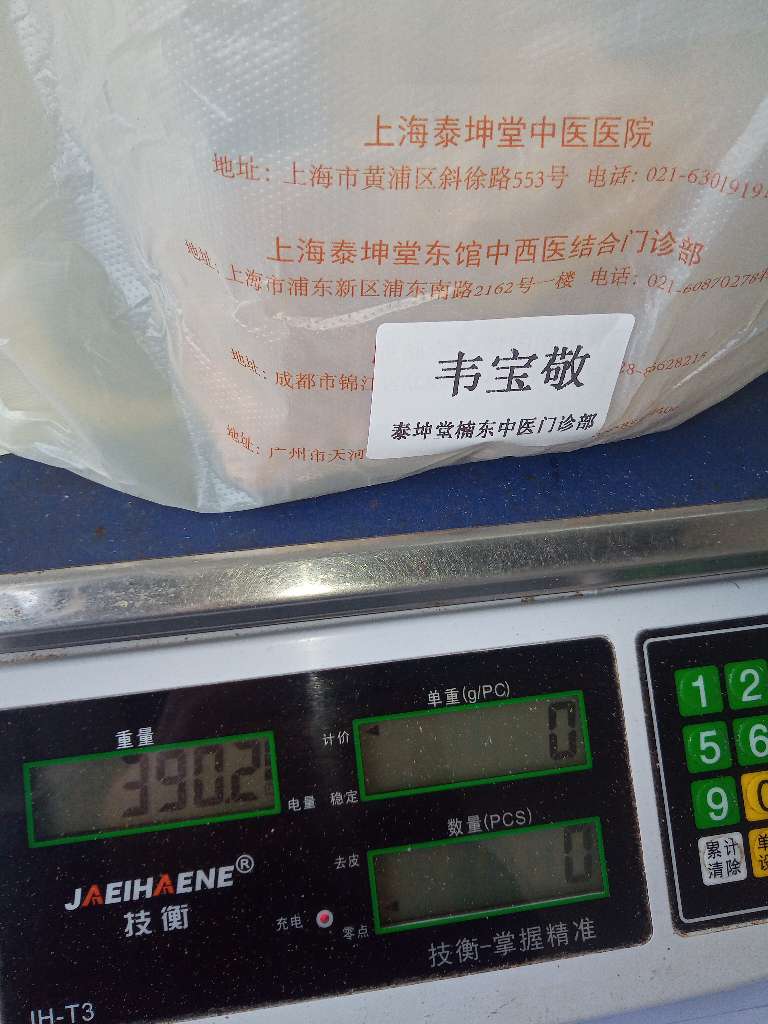 上海泰坤堂中医医院
地址：上海市黄浦区斜徐路553号 电话：021-6301919
上海泰坤堂东馆中西医结合门诊部
地址：上海市浦东新区浦东南路2162号一楼 电话：021-6087027
地址：成都市锦江
韦宝敬
泰坤堂楠东中医门诊部
地址：广州市天河
单重(g/PC)
重量
计价
0
390.2
电量
稳定
1
2
5
6
9
0
数量(PCS)
去皮
0
JAEIHAENE®
技衡
充电
零点
技衡-掌握精准
累计
清除
单
设
JH-T3